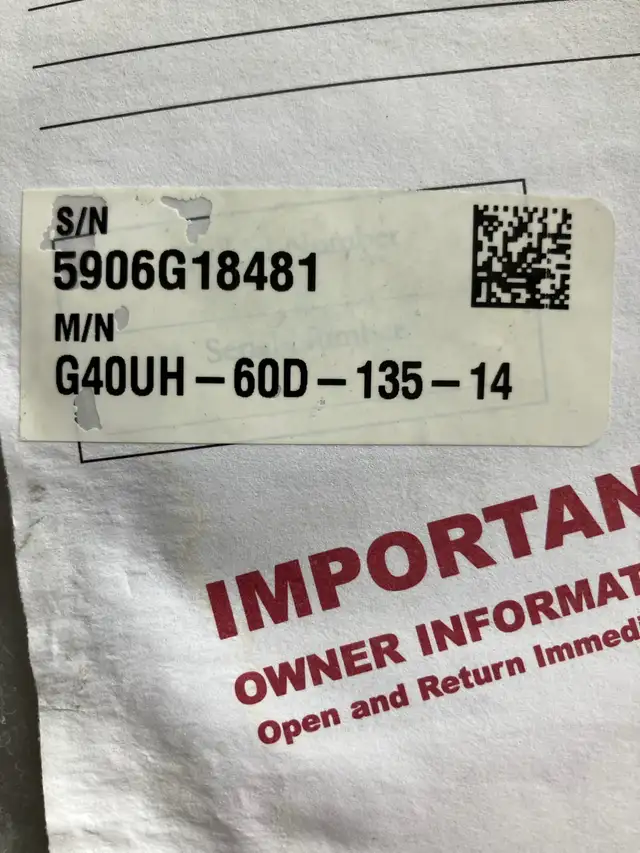 S/N
5906G18481
M/N
G40UH – 60D – 135 – 14
IMPORTAN
OWNER INFORMAT
Open and Return Immedi